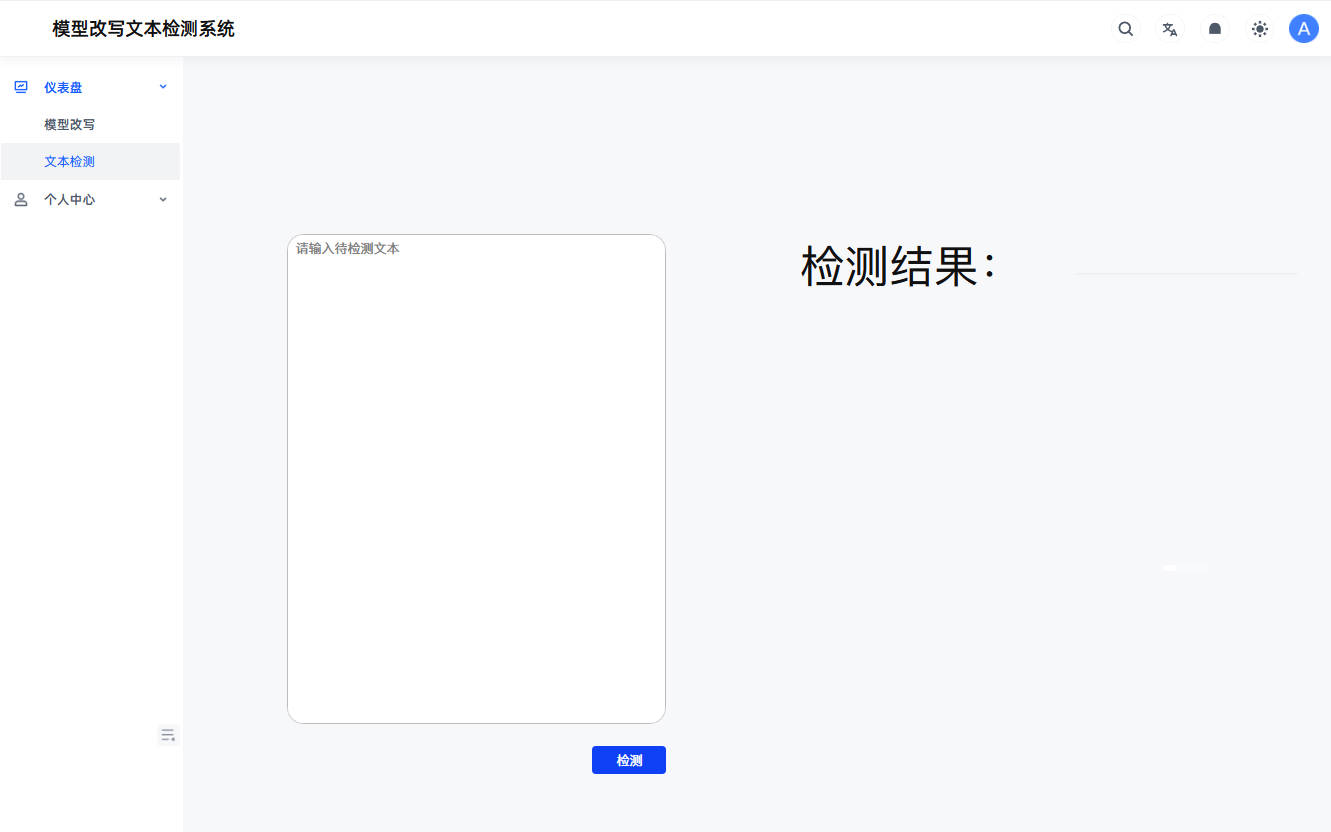 模型改写文本检测系统
A
仪表盘
模型改写
文本检测
个人中心
请输入待检测文本
检测结果：
检测